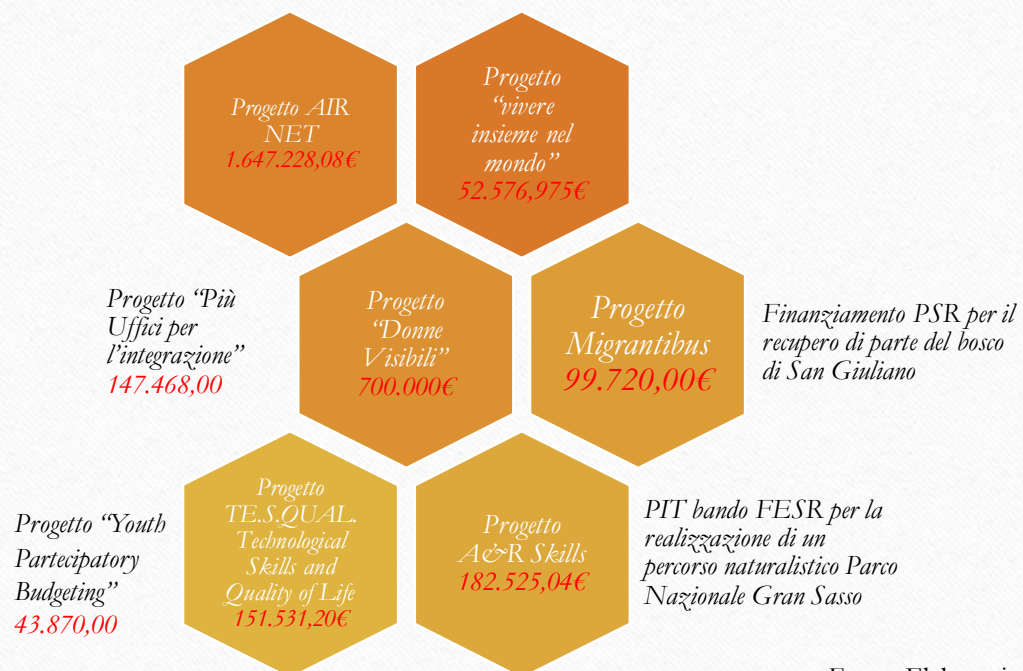 Progetto AIR
NET
1.647.228,08€
Progetto
“vivere
insieme nel
mondo”
52.576,975€
Progetto “Più
Uffici per
l’integrazione”
147.468,00
Progetto
“Donne
Visibili”
700.000€
Progetto
Migrantibus
99.720,00€
Finanziamento PSR per il
recupero di parte del bosco
di San Giuliano
Progetto “Youth
Partecipatory
Budgeting”
43.870,00
Progetto
TE.S.QUAL.
Technological
Skills and
Quality of Life
151.531,20€
Progetto
A&R Skills
182.525,04€
PIT bando FESR per la
realizzazione di un
percorso naturalistico Parco
Nazionale Gran Sasso